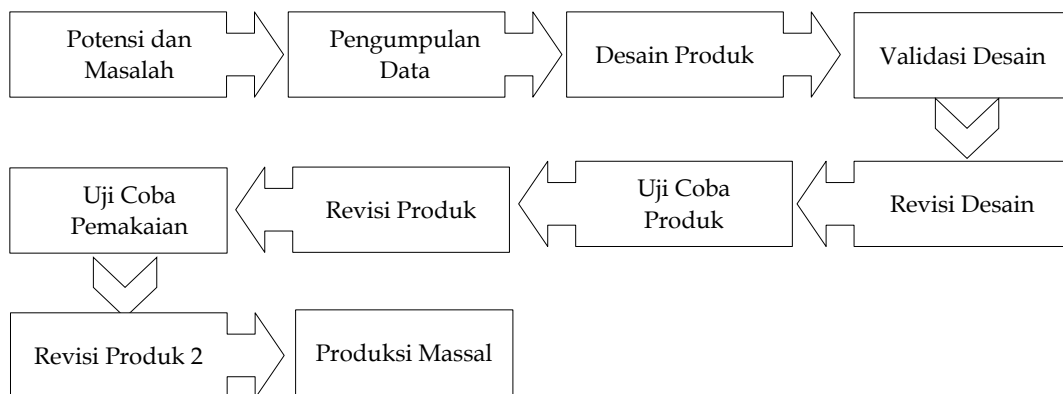 Potensi dan
Masalah
Pengumpulan
Data
Desain Produk
Validasi Desain
Revisi Desain
Uji Coba
Produk
Revisi Produk
Uji Coba
Pemakaian
Revisi Produk 2
Produksi Massal